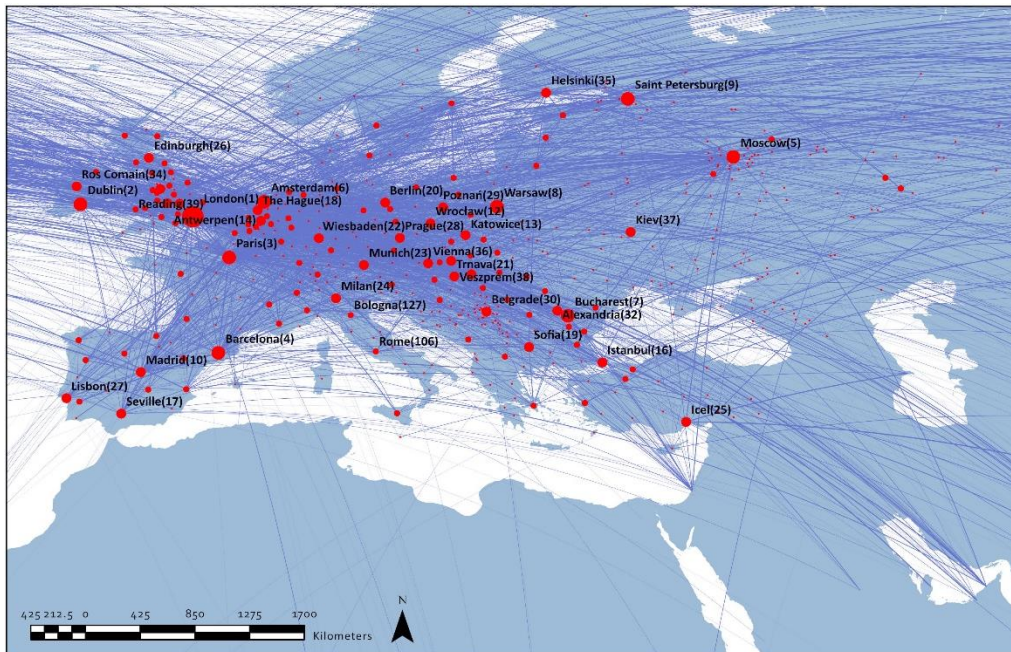 Helsinki(35)
Saint Petersburg(9)
Moscow(5)
Edinburgh(26)
Ros Comain(34)
Dublin(2)
Reading(39)
London(1)
Amsterdam(6)
The Hague(18)
Antwerpen(14)
Berlin(20)
Poznań(29)
Warsaw(8)
Wrocław(12)
Wiesbaden(22)
Prague(28)
Katowice(13)
Kiev(37)
Paris(3)
Munich(23)
Vienna(36)
Trnava(21)
Veszprem(38)
Milan(24)
Bologna(127)
Belgrade(30)
Bucharest(7)
Alexandria(32)
Barcelona(4)
Rome(106)
Sofia(19)
Istanbul(16)
Madrid(10)
Lisbon(27)
Seville(17)
Icel(25)
425 212.5 0 425 850 1275 1700
Kilometers
N